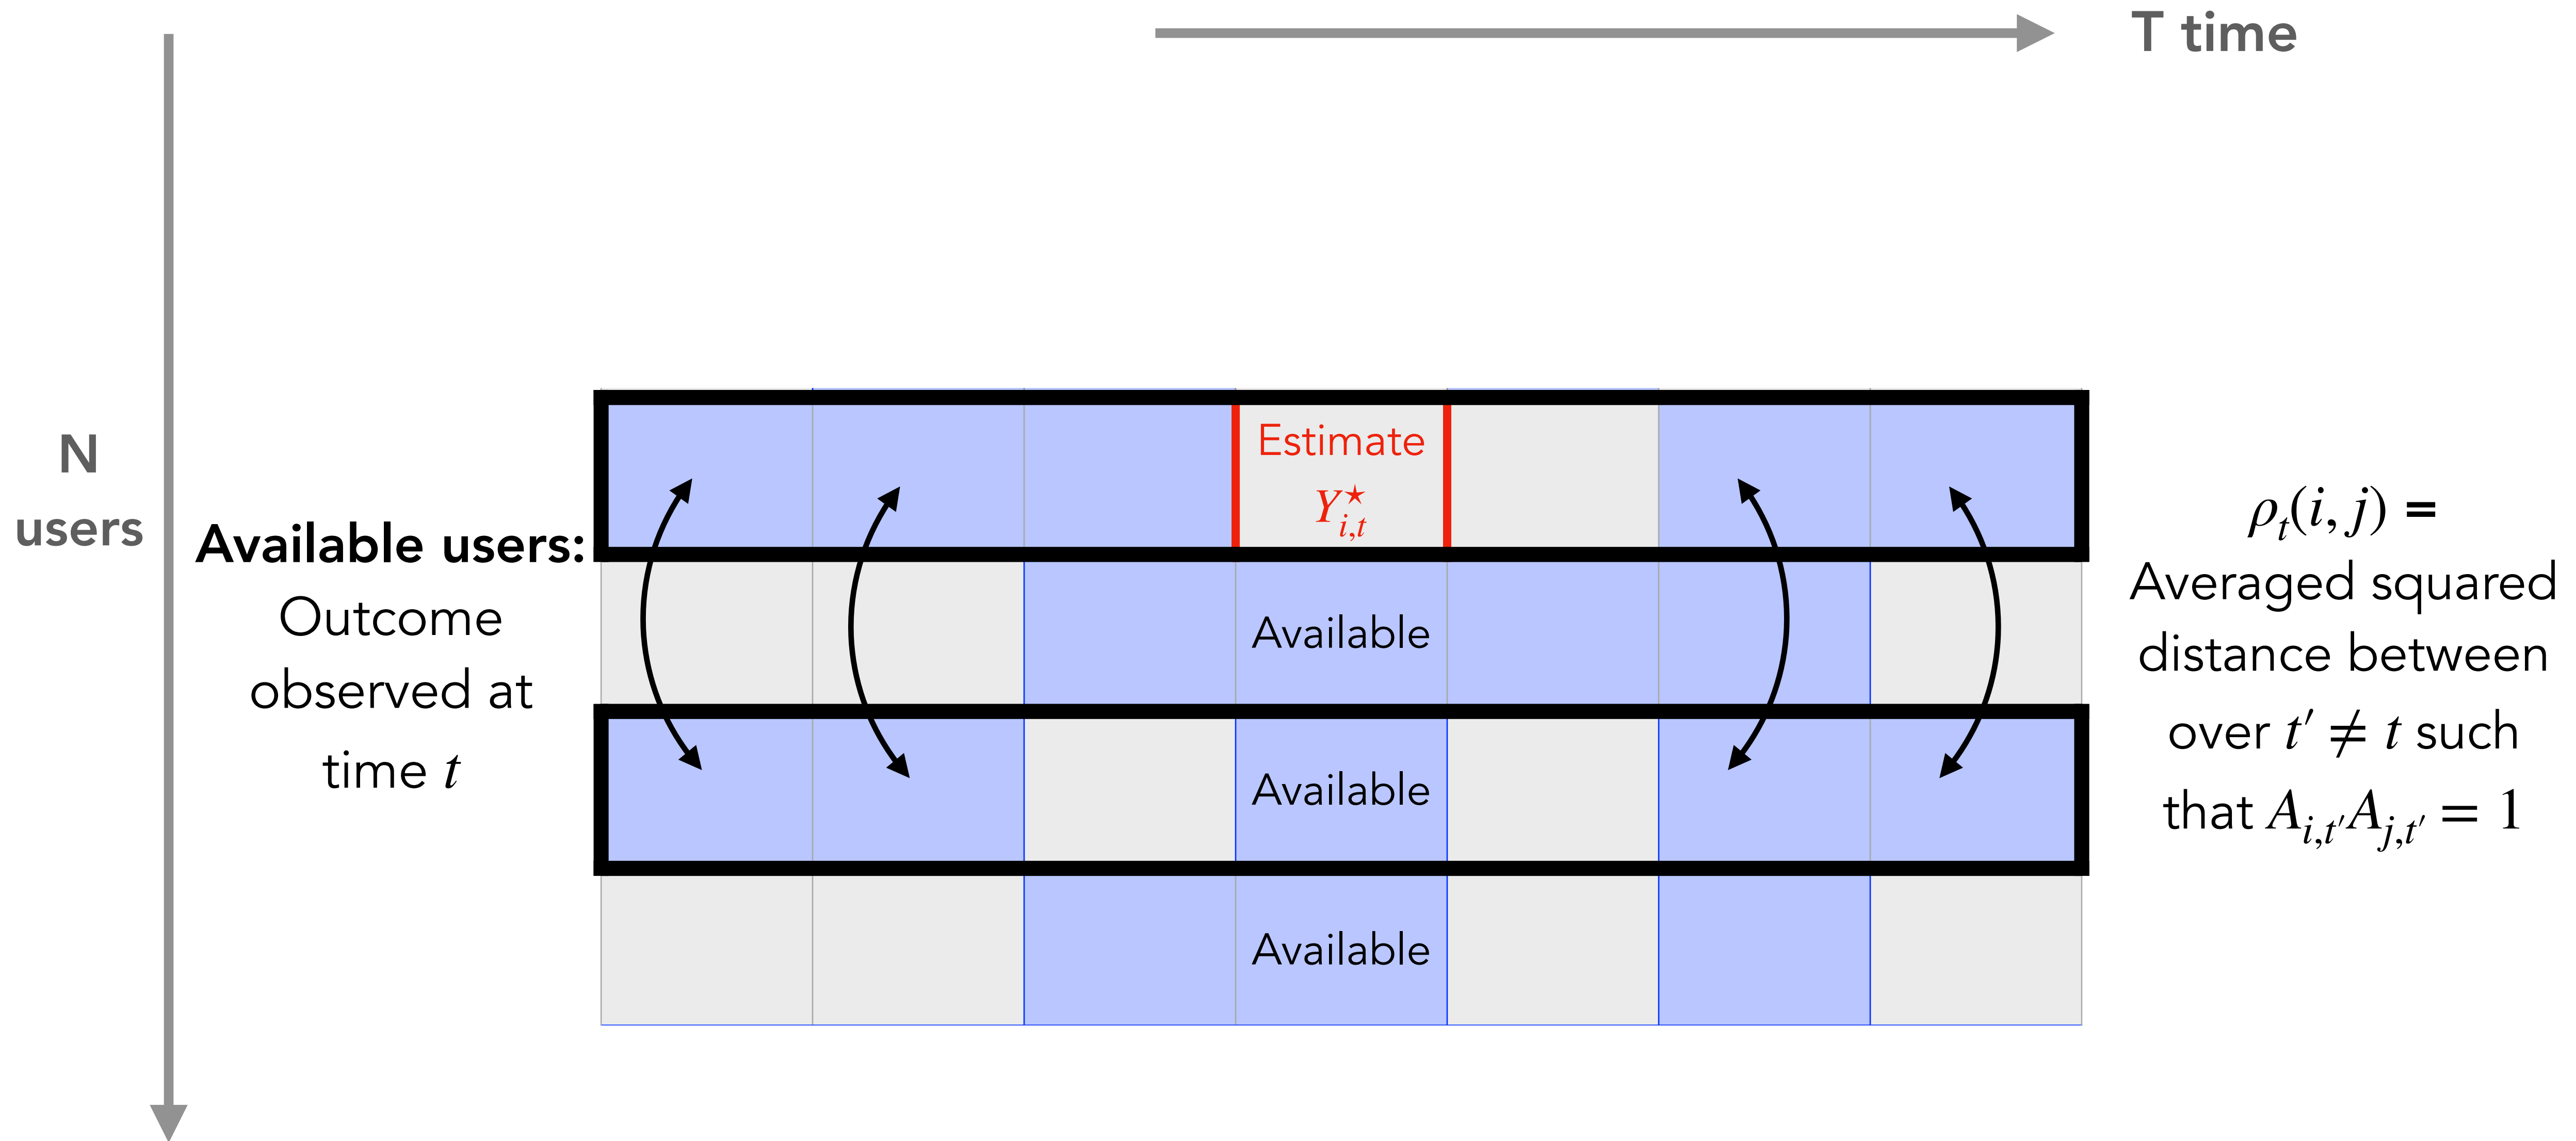 T time
N
users
Available users:
Outcome
observed at
time t
Estimate
Y⋆i,t
Available
Available
Available
ρt(i, j) =
Averaged squared
distance between
over t′ ≠ t such
that Ai,t′Aj,t′ = 1